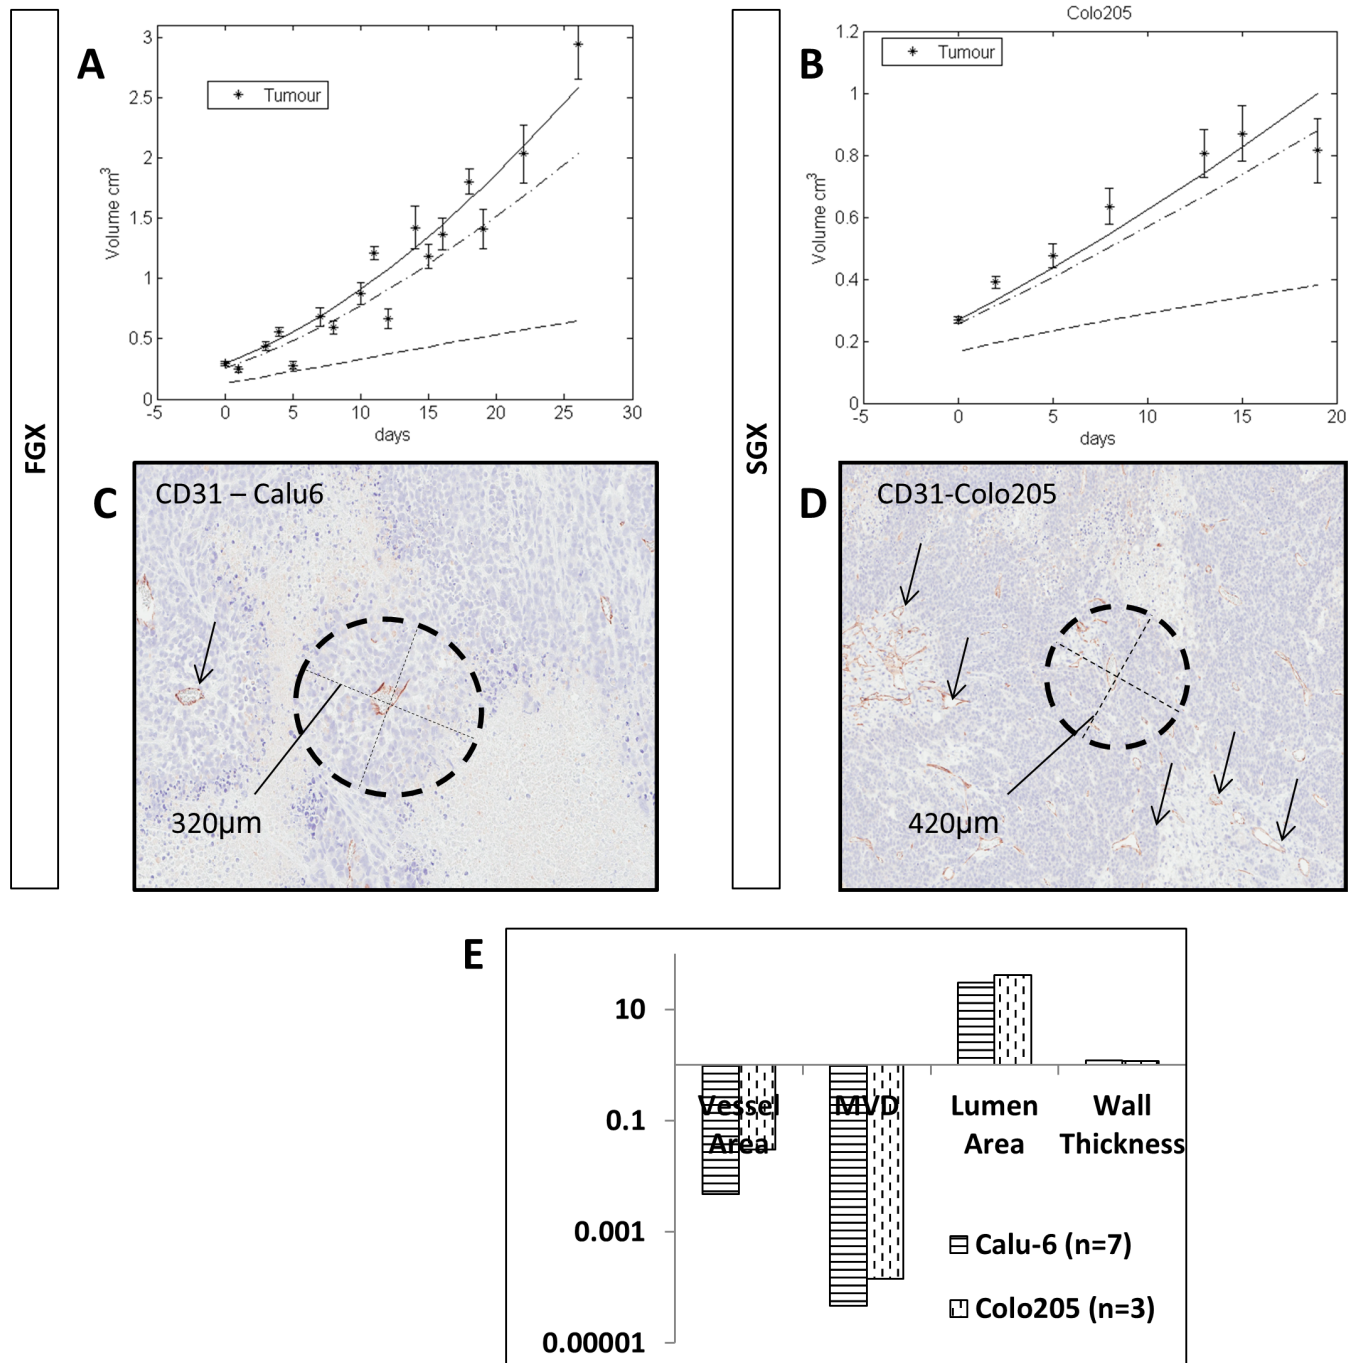 FGX
A
3
2.5
2
1.5
1
0.5
0
Volume cm3
Tumour
-5
0
5
10
15
20
25
30
days
SGX
Colo205
B
1.2
1
0.8
0.6
0.4
0.2
0
Volume cm3
Tumour
-5
0
5
10
15
20
days
C
CD31 – Calu6
320µm
D
CD31-Colo205
420µm
E
10
0.1
0.001
0.00001
Vessel
Area
MVD
Lumen
Area
Wall
Thickness
Calu-6 (n=7)
Colo205 (n=3)